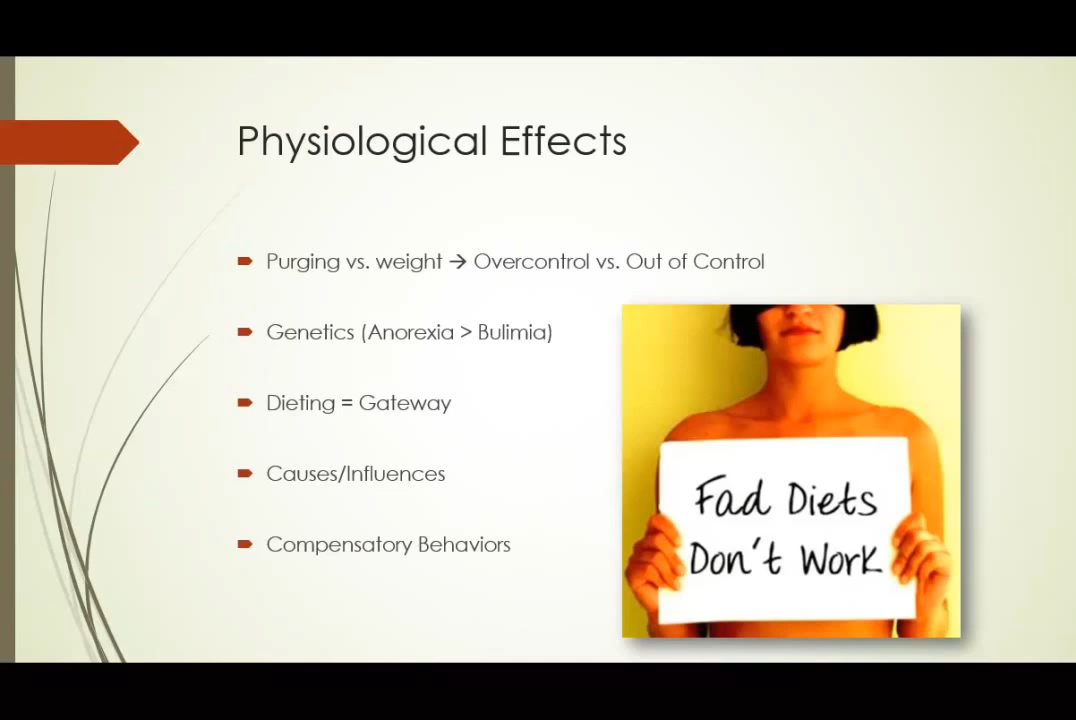 Physiological Effects
Purging vs. weight → Overcontrol vs. Out of Control
Genetics (Anorexia > Bulimia)
Dieting = Gateway
Causes/Influences
Compensatory Behaviors
Fad Diets
Don't Work